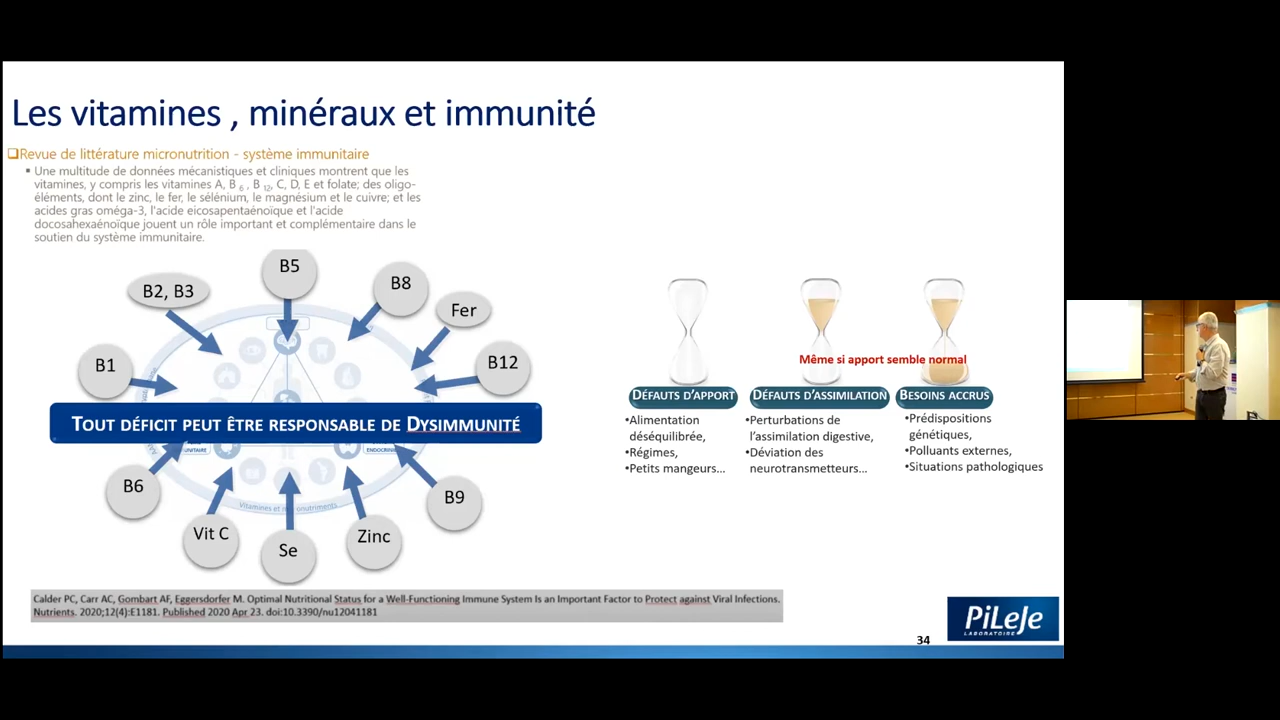 Les vitamines , minéraux et immunité
Revue de littérature micronutrition - système immunitaire
Une multitude de données mécanistiques et cliniques montrent que les
vitamines, y compris les vitamines A, B 6 , B 12, C, D, E et folate; des oligo-
éléments, dont le zinc, le fer, le sélénium, le magnésium et le cuivre; et les
acides gras oméga-3, l'acide eicosapentaénoïque et l'acide
docosahexaénoïque jouent un rôle important et complémentaire dans le
soutien du système immunitaire.
B5
B2, B3
B8
Fer
B1
B12
TOUT DÉFICIT PEUT ÊTRE RESPONSABLE DE DYSIMMUNITÉ
ENDOCRIN
B6
B9
Vitamines et
Vit C
Se
Zinc
Même si apport semble normal
DÉFAUTS D'APPORT
•Alimentation
déséquilibrée,
•Régimes,
•Petits mangeurs...
DÉFAUTS D'ASSIMILATION
•Perturbations de
l'assimilation digestive,
•Déviation des
neurotransmetteurs...
BESOINS ACCRUS
•Prédispositions
génétiques,
•Polluants externes,
•Situations pathologiques
Calder PC, Carr AC, Gombart AF, Eggersdorfer M. Optimal Nutritional Status for a Well-Functioning Immune System Is an Important Factor to Protect against Viral Infections.
Nutrients. 2020;12(4):E1181. Published 2020 Apr 23. doi:10.3390/nu12041181
PiLeJe
LABORATOIRE
34